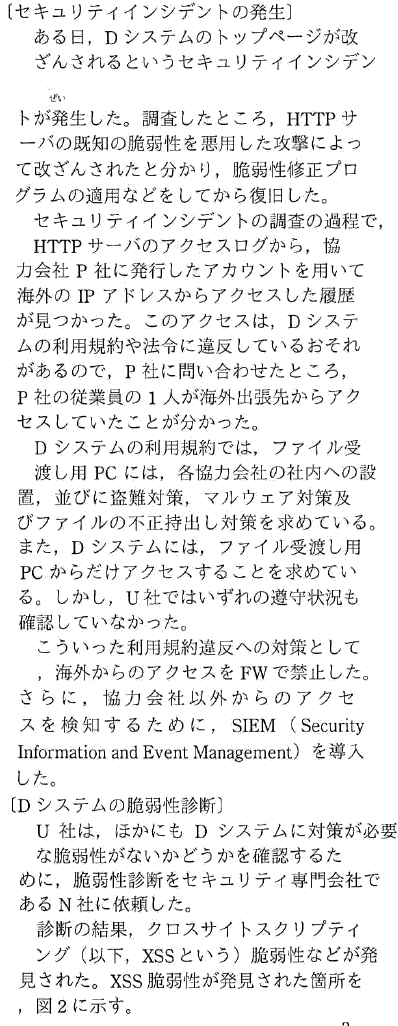 〔セキュリティインシデントの発生〕
ある日，Dシステムのトップページが改
ざんされるというセキュリティインシデン
ぜい
トが発生した。調査したところ，HTTP サ
ーバの既知の脆弱性を悪用した攻撃によっ
て改ざんされたと分かり，脆弱性修正プロ
グラムの適用などをしてから復旧した。
セキュリティインシデントの調査の過程で，
HTTP サーバのアクセスログから，協
力会社 P 社に発行したアカウントを用いて
海外の IP アドレスからアクセスした履歴
が見つかった。このアクセスは，D システ
ムの利用規約や法令に違反しているおそれ
があるので，P 社に問い合わせたところ，
P 社の従業員の 1 人が海外出張先からアク
セスしていたことが分かった。
D システムの利用規約では，ファイル受
渡し用 PC には，各協力会社の社内への設
置，並びに盗難対策，マルウェア対策及
びファイルの不正持出し対策を求めている。
また，D システムには，ファイル受渡し用
PC からだけアクセスすることを求めてい
る。しかし，U 社ではいずれの遵守状況も
確認していなかった。
こういった利用規約違反への対策として
，海外からのアクセスを FW で禁止した。
さらに，協力会社以外からのアクセ
スを検知するために，SIEM（Security
Information and Event Management）を導入
した。
〔D システムの脆弱性診断〕
U 社は，ほかにも D システムに対策が必要
な脆弱性がないかどうかを確認するた
めに，脆弱性診断をセキュリティ専門会社で
ある N 社に依頼した。
診断の結果，クロスサイトスクリプティ
ング（以下，XSS という）脆弱性などが発
見された。XSS 脆弱性が発見された箇所を
，図 2 に示す。